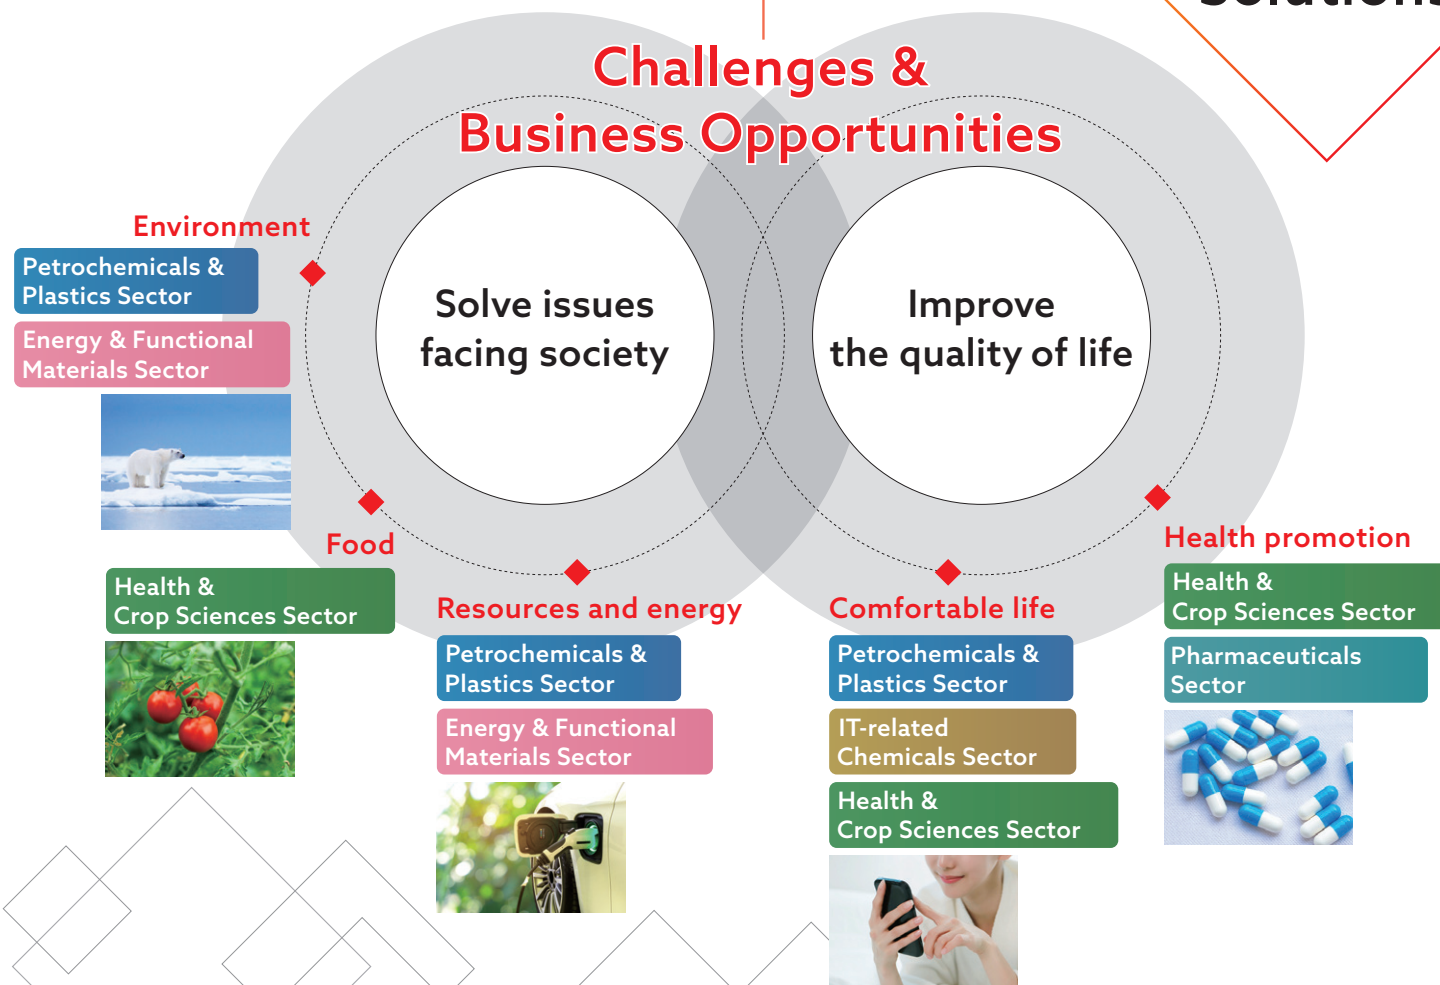 Solutions
Challenges &
Business Opportunities
Solve issues
facing society
Improve
the quality of life
Environment
Petrochemicals &
Plastics Sector
Energy & Functional
Materials Sector
Food
Health &
Crop Sciences Sector
Resources and energy
Petrochemicals &
Plastics Sector
Energy & Functional
Materials Sector
Comfortable life
Petrochemicals &
Plastics Sector
IT-related
Chemicals Sector
Health &
Crop Sciences Sector
Health promotion
Health &
Crop Sciences Sector
Pharmaceuticals
Sector